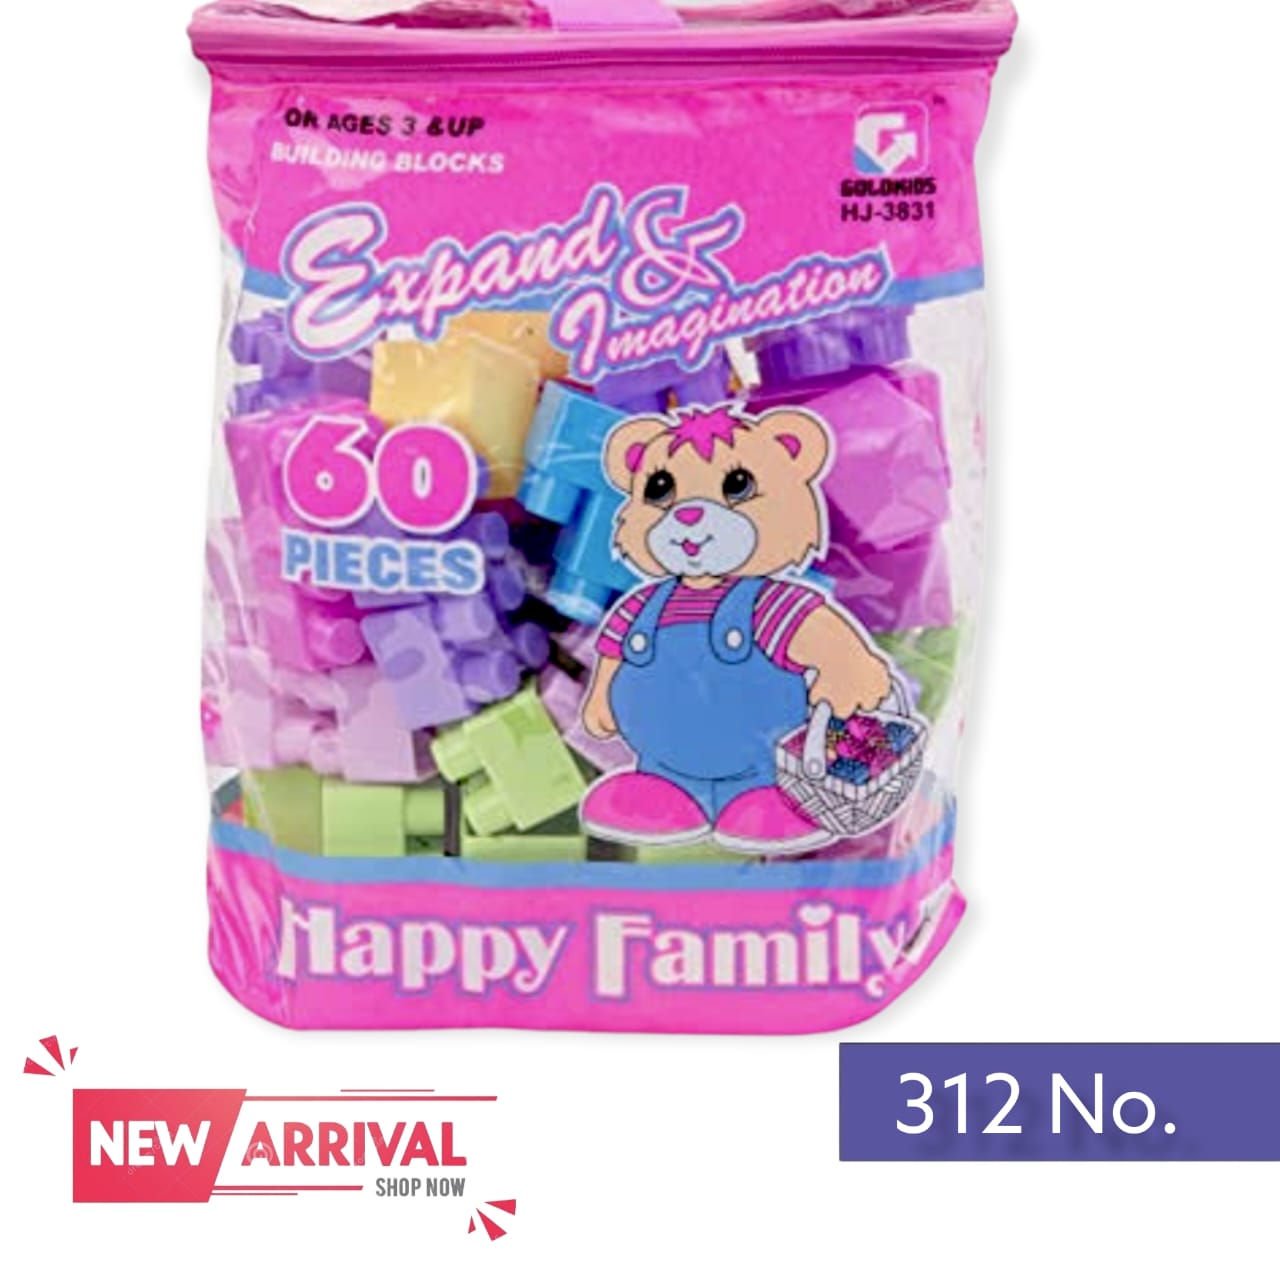 OR AGES 3 & UP
BUILDING BLOCKS
GOLDKIDS
HJ-3831
Expand &
Imagination
60
PIECES
Happy Family
NEW ARRIVAL
SHOP NOW
312 No.